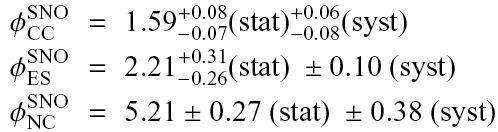 ϕ_CC^SNO = 1.59^{+0.08}_{−0.07}(stat)^{+0.06}_{−0.08}(syst)
ϕ_ES^SNO = 2.21^{+0.31}_{−0.26}(stat) ± 0.10 (syst)
ϕ_NC^SNO = 5.21 ± 0.27 (stat) ± 0.38 (syst)